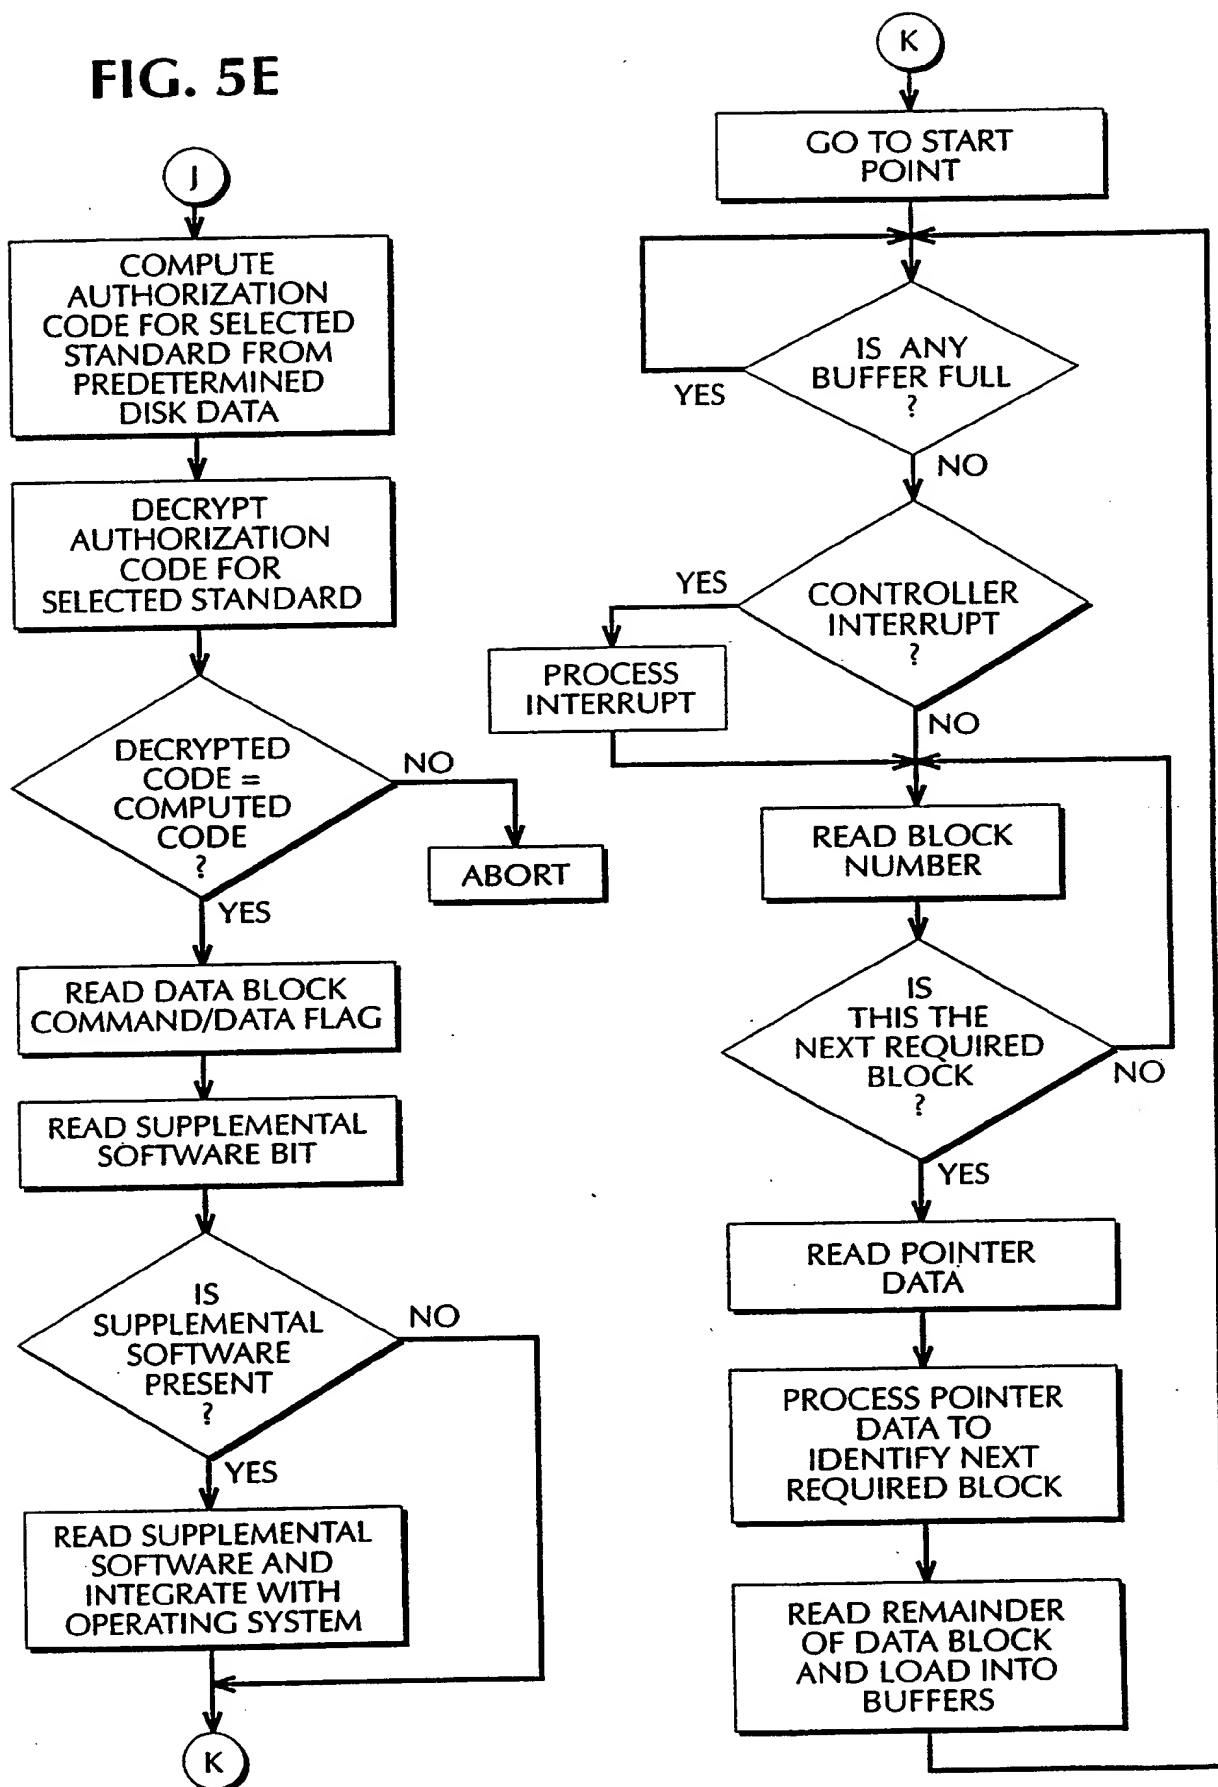 FIG. 5E
J
COMPUTE
AUTHORIZATION
CODE FOR SELECTED
STANDARD FROM
PREDETERMINED
DISK DATA
DECRYPT
AUTHORIZATION
CODE FOR
SELECTED STANDARD
DECRYPTED
CODE =
COMPUTED
CODE
?
NO
ABORT
YES
READ DATA BLOCK
COMMAND/DATA FLAG
READ SUPPLEMENTAL
SOFTWARE BIT
IS
SUPPLEMENTAL
SOFTWARE
PRESENT
?
NO
YES
READ SUPPLEMENTAL
SOFTWARE AND
INTEGRATE WITH
OPERATING SYSTEM
K
K
GO TO START
POINT
IS ANY
BUFFER FULL
?
YES
NO
CONTROLLER
INTERRUPT
?
YES
PROCESS
INTERRUPT
NO
READ BLOCK
NUMBER
IS
THIS THE
NEXT REQUIRED
BLOCK
?
NO
YES
READ POINTER
DATA
PROCESS POINTER
DATA TO
IDENTIFY NEXT
REQUIRED BLOCK
READ REMAINDER
OF DATA BLOCK
AND LOAD INTO
BUFFERS